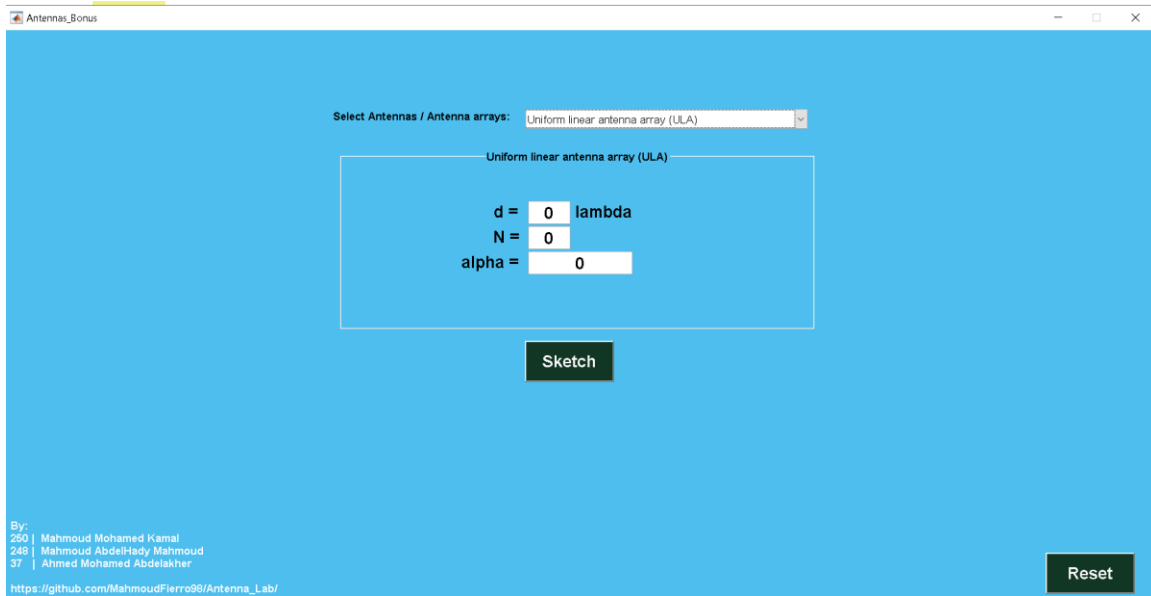 Antennas_Bonus
Select Antennas / Antenna arrays: Uniform linear antenna array (ULA)
Uniform linear antenna array (ULA)
d = 0 lambda
N = 0
alpha = 0
Sketch
By:
250 | Mahmoud Mohamed Kamal
248 | Mahmoud AbdelHady Mahmoud
37 | Ahmed Mohamed Abdelakher
https://github.com/MahmoudFierro98/Antenna_Lab/
Reset